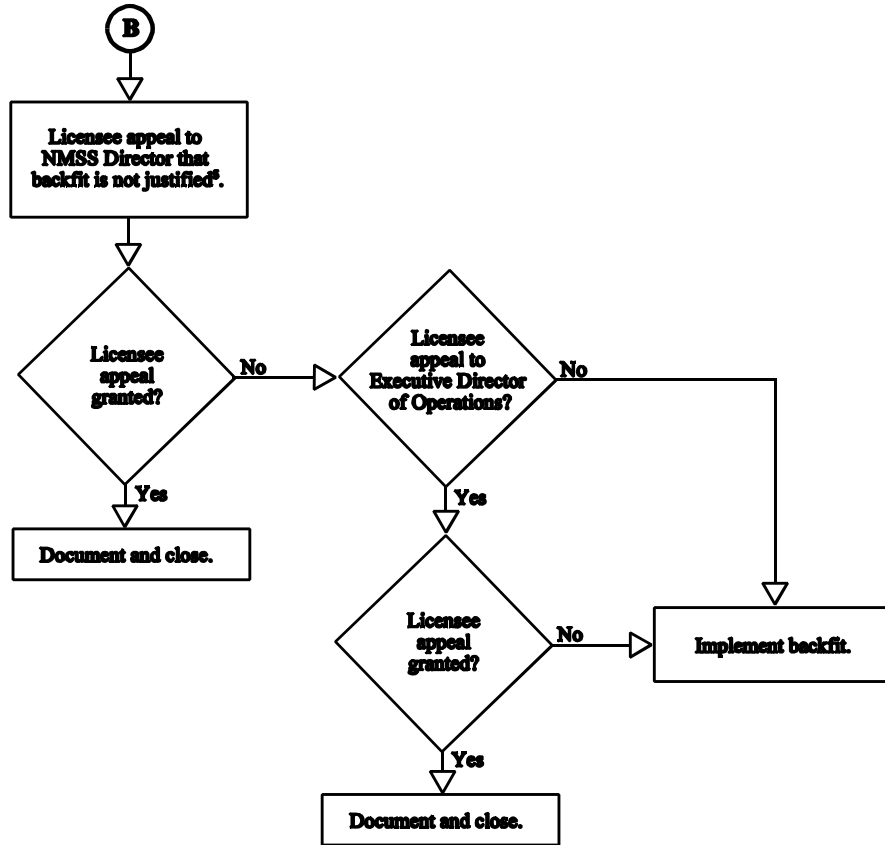 B
Licensee appeal to
NMSS Director that
backfit is not justified⁶.
Licensee
appeal
granted?
No
Licensee
appeal to
Executive Director
of Operations?
No
Yes
Document and close.
Yes
Licensee
appeal
granted?
No
Implement backfit.
Yes
Document and close.